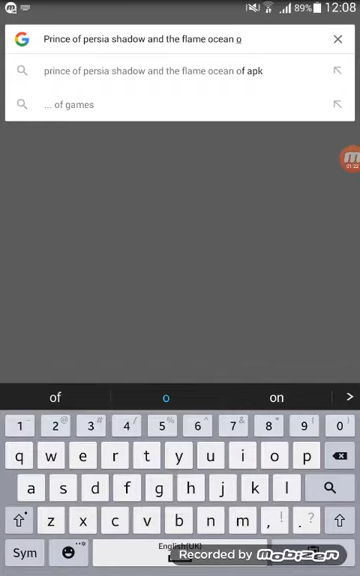 89% 12:08
G Prince of persia shadow and the flame ocean o
prince of persia shadow and the flame ocean of apk
... of games
01:22
of o on
1 2 3 4 5 6 7 8 9 0
q w e r t y u i o p
a s d f g h j k l
z x c v b n m , ! . ?
Sym English(UK)
Recorded by mobizen